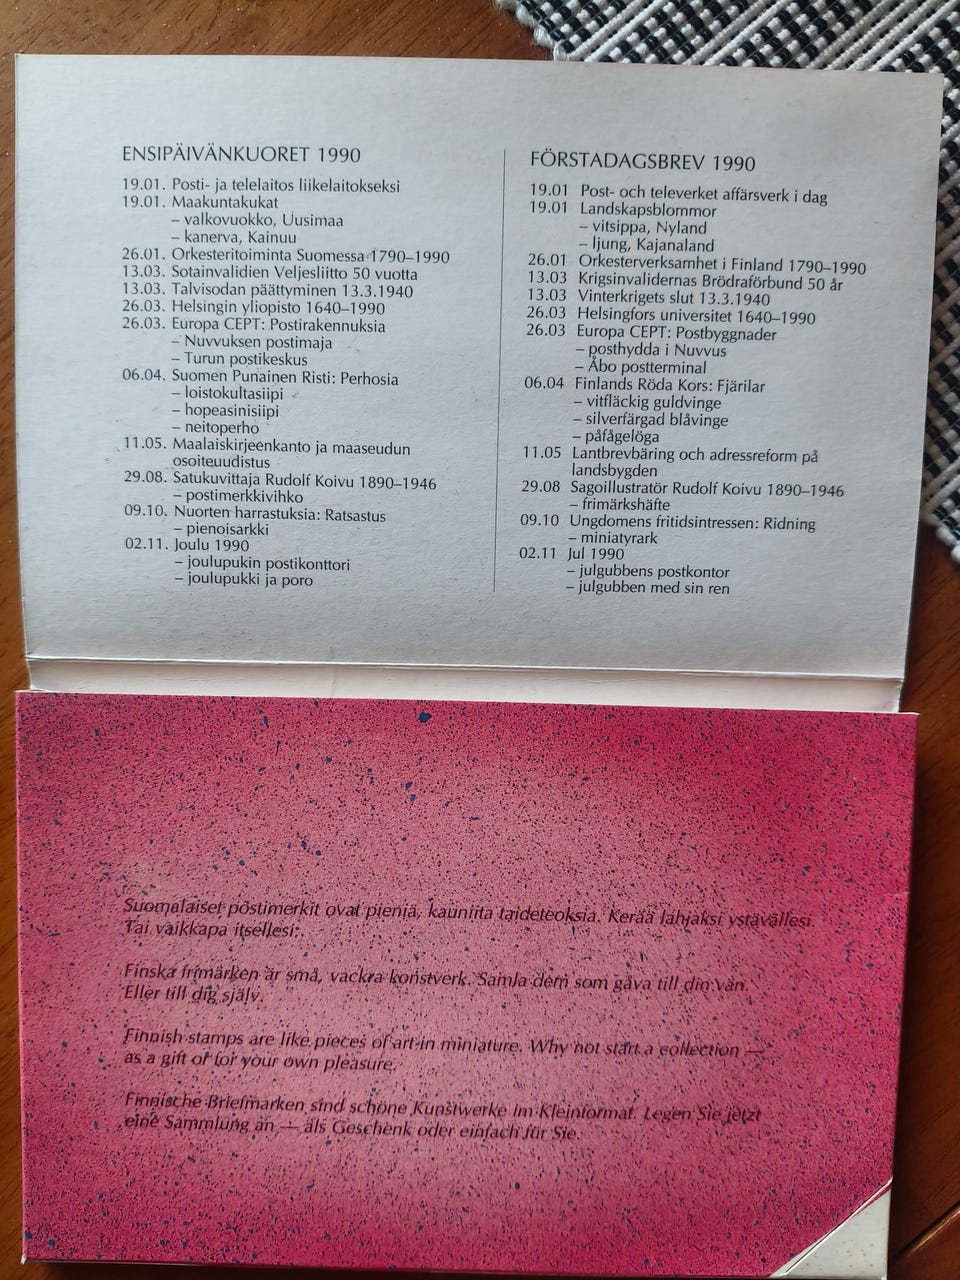 ENSIPÄIVÄNKUORET 1990
19.01. Posti- ja telelaitos liikelaitokseksi
19.01. Maakuntakukat
– valkovuokko, Uusimaa
– kanerva, Kainuu
26.01. Orkesteritoiminta Suomessa 1790–1990
13.03. Sotainvalidien Veljesliitto 50 vuotta
13.03. Talvisodan päättyminen 13.3.1940
26.03. Helsingin yliopisto 1640–1990
26.03. Europa CEPT: Postirakennuksia
– Nuvvuksen postimaja
– Turun postikeskus
06.04. Suomen Punainen Risti: Perhosia
– loistokultasiipi
– hopeasinisiipi
– neitoperho
11.05. Maalaiskirjeenkanto ja maaseudun
osoiteuudistus
29.08. Satukuvittaja Rudolf Koivu 1890–1946
– postimerkkivihko
09.10. Nuorten harrastuksia: Ratsastus
– pienoisarkki
02.11. Joulu 1990
– joulupukin postikonttori
– joulupukki ja poro
FÖRSTADAGSBREV 1990
19.01 Post- och televerket affärsverk i dag
19.01 Landskapsblommor
– vitsippa, Nyland
– ljung, Kajanaland
26.01 Orkesterverksamhet i Finland 1790–1990
13.03 Krigsinvalidernas Brödraförbund 50 år
13.03 Vinterkrigets slut 13.3.1940
26.03 Helsingfors universitet 1640–1990
26.03 Europa CEPT: Postbyggnader
– posthydda i Nuvvus
– Åbo postterminal
06.04 Finlands Röda Kors: Fjärilar
– vitfläckig guldvinge
– silverfärgad blåvinge
– påfågelöga
11.05 Lantbrevbäring och adressreform på
landsbygden
29.08 Sagoillustratör Rudolf Koivu 1890–1946
– frimärkshäfte
09.10 Ungdomens fritidsintressen: Ridning
– miniatyrark
02.11 Jul 1990
– julgubbens postkontor
– julgubben med sin ren
Suomalaiset postimerkit ovat pieniä, kauniita taideteoksia. Kerää lahjaksi ystävällesi.
Tai vaikkapa itsellesi.
Finska frimärken är små, vackra konstverk. Samla dem som gåva till din vän.
Eller till dig själv.
Finnish stamps are like pieces of art in miniature. Why not start a collection —
as a gift or for your own pleasure.
Finnische Briefmarken sind schöne Kunstwerke im Kleinformat. Legen Sie jetzt
eine Sammlung an — als Geschenk oder einfach für Sie.